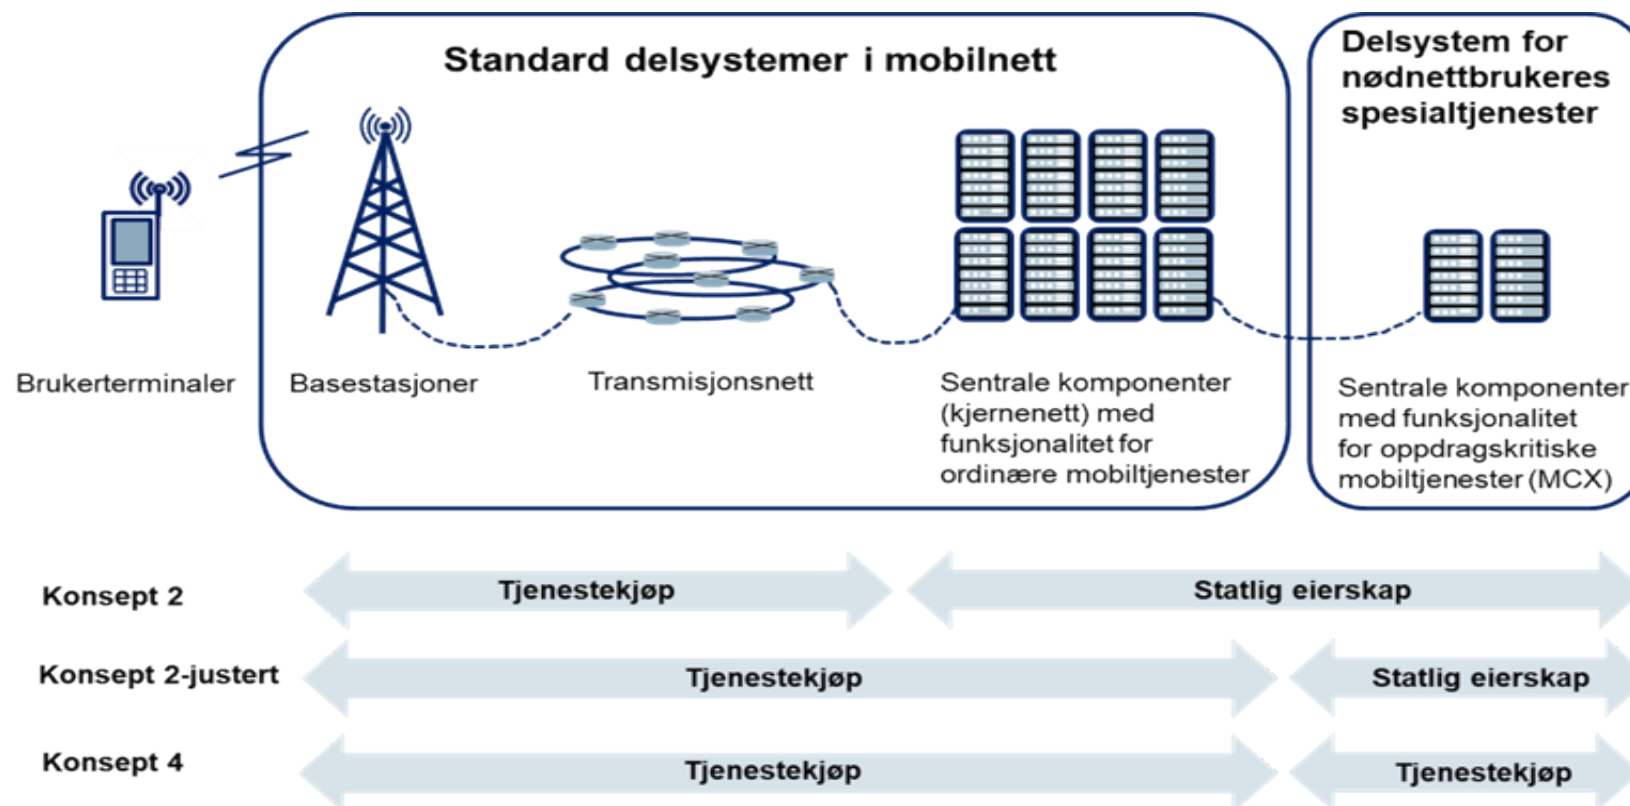 Standard delsystemer i mobilnett
Delsystem for
nødnettbrukeres
spesialtjenester
Brukerterminaler
Basestasjoner
Transmisjonsnett
Sentrale komponenter
(kjernenett) med
funksjonalitet for
ordinære mobiltjenester
Sentrale komponenter
med funksjonalitet
for oppdragskritiske
mobiltjenester (MCX)
Konsept 2
Tjenestekjøp
Statlig eierskap
Konsept 2-justert
Tjenestekjøp
Statlig eierskap
Konsept 4
Tjenestekjøp
Tjenestekjøp